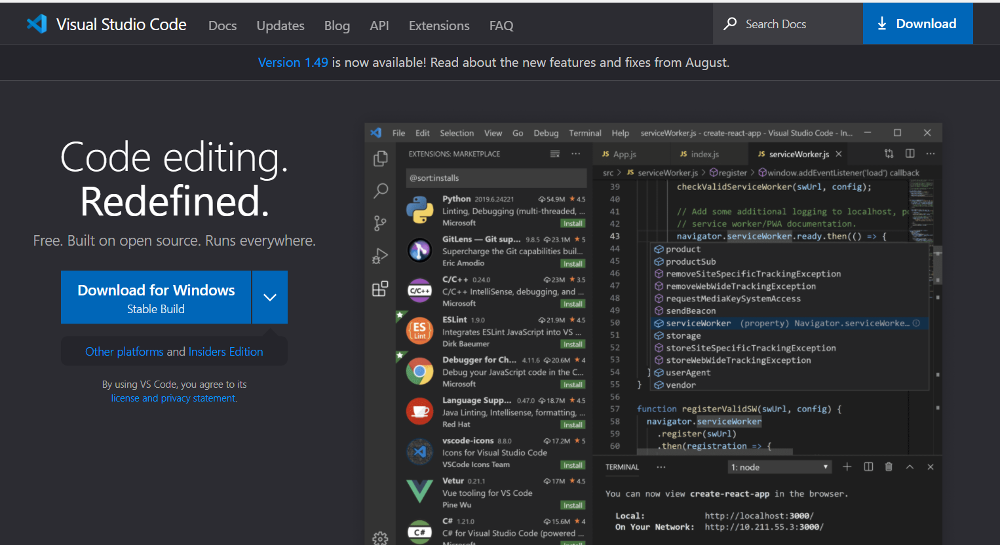 Visual Studio Code Docs Updates Blog API Extensions FAQ Search Docs Download
Version 1.49 is now available! Read about the new features and fixes from August.
Code editing.
Redefined.
Free. Built on open source. Runs everywhere.
Download for Windows
Stable Build
Other platforms and Insiders Edition
By using VS Code, you agree to its
license and privacy statement.
File Edit Selection View Go Debug Terminal Help serviceWorker.js - create-react-app - Visual Studio Code - In...
EXTENSIONS: MARKETPLACE
@sort:installs
Python 2019.6.24221 54.9M 4.5
Linting, Debugging (multi-threaded, ...
Microsoft Install
GitLens — Git sup... 9.8.5 23.1M 5
Supercharge the Git capabilities buil...
Eric Amodio Install
C/C++
C/C++ 0.24.0 23M 3.5
C/C++ IntelliSense, debugging, and ...
Microsoft Install
ES
Lint
ESLint 1.9.0 21.9M 4.5
Integrates ESLint JavaScript into VS ...
Dirk Baeumer Install
Debugger for Ch... 4.11.6 20.6M 4
Debug your JavaScript code in the C...
Microsoft Install
Language Supp... 0.47.0 18.7M 4.5
Java Linting, Intellisense, formatting, ...
Red Hat Install
vscode-icons 8.8.0 17.2M 5
Icons for Visual Studio Code
VSCode Icons Team Install
Vetur 0.21.1 17M 4.5
Vue tooling for VS Code
Pine Wu Install
C#
C# 1.21.0 15.6M 4
C# for Visual Studio Code (powered ...
Microsoft Install
JS App.js JS index.js JS serviceWorker.js
src > JS serviceWorker.js > register > window.addEventListener('load') callback
39 checkValidServiceWorker(swUrl, config);
40
41 // Add some additional logging to localhost, po
42 // service worker/PWA documentation.
43 navigator.serviceWorker.ready.then(() => {
44 product
45 productSub
46 removeSiteSpecificTrackingException
47 removeWebWideTrackingException
48 requestMediaKeySystemAccess
49 sendBeacon
50 serviceWorker (property) Navigator.serviceWorke...
51 storage
52 storeSiteSpecificTrackingException
53 storeWebWideTrackingException
54 } userAgent
55 } vendor
56
57 function registerValidSW(swUrl, config) {
58 navigator.serviceWorker
59 .register(swUrl)
60 .then(registration => {
TERMINAL ... 1: node
You can now view create-react-app in the browser.
Local: http://localhost:3000/
On Your Network: http://10.211.55.3:3000/